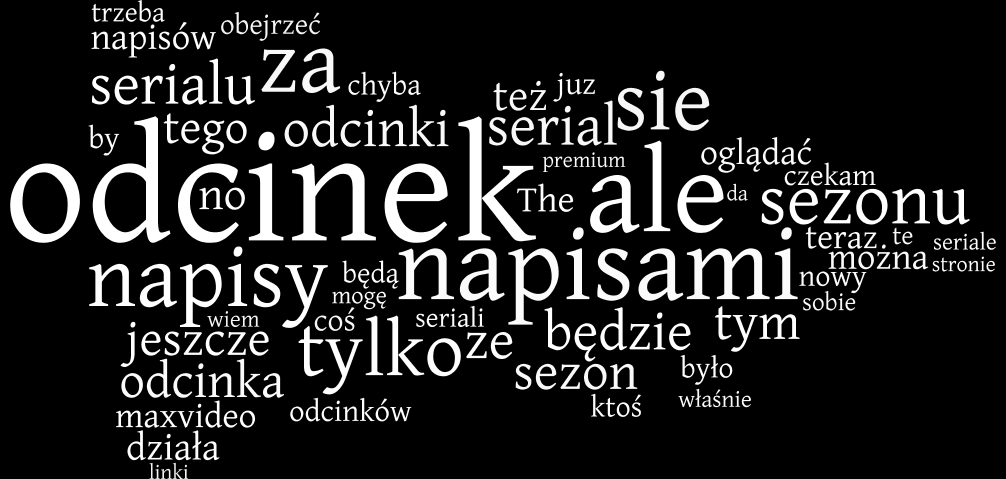 trzeba
napisów obejrzeć
serialu za chyba
by tego odcinki też juz
serial sie
odcinek no premium The ale da
oglądać
czekam
sezonu
napisy będą napisami teraz te seriale
mogę można stronie
nowy
sobie
wiem coś seriali
jeszcze tylko ze będzie tym
odcinka sezon było
maxvideo odcinków ktoś właśnie
działa
linki